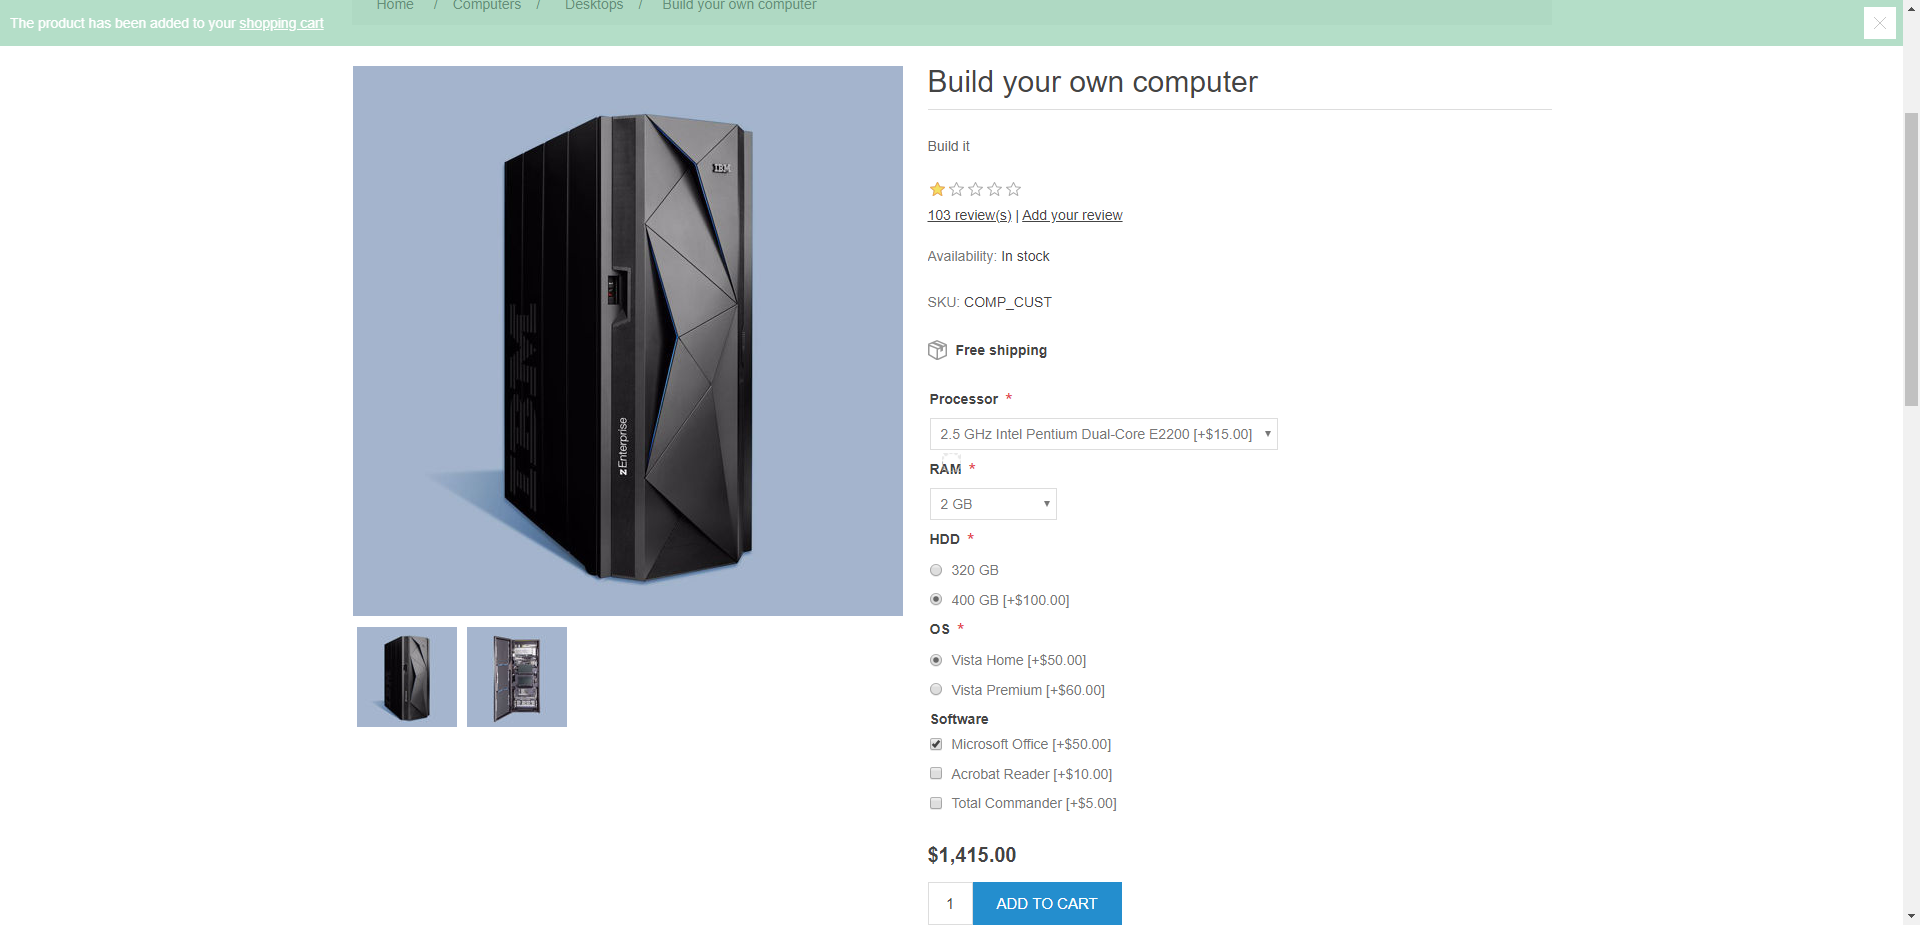 Home / Computers / Desktops / Build your own computer
The product has been added to your shopping cart
Build your own computer
Build it
103 review(s) | Add your review
Availability: In stock
SKU: COMP_CUST
Free shipping
Processor *
2.5 GHz Intel Pentium Dual-Core E2200 [+$15.00]
RAM *
2 GB
HDD *
320 GB
400 GB [+$100.00]
OS *
Vista Home [+$50.00]
Vista Premium [+$60.00]
Software
Microsoft Office [+$50.00]
Acrobat Reader [+$10.00]
Total Commander [+$5.00]
$1,415.00
1 ADD TO CART
IBM
IBM
zEnterprise